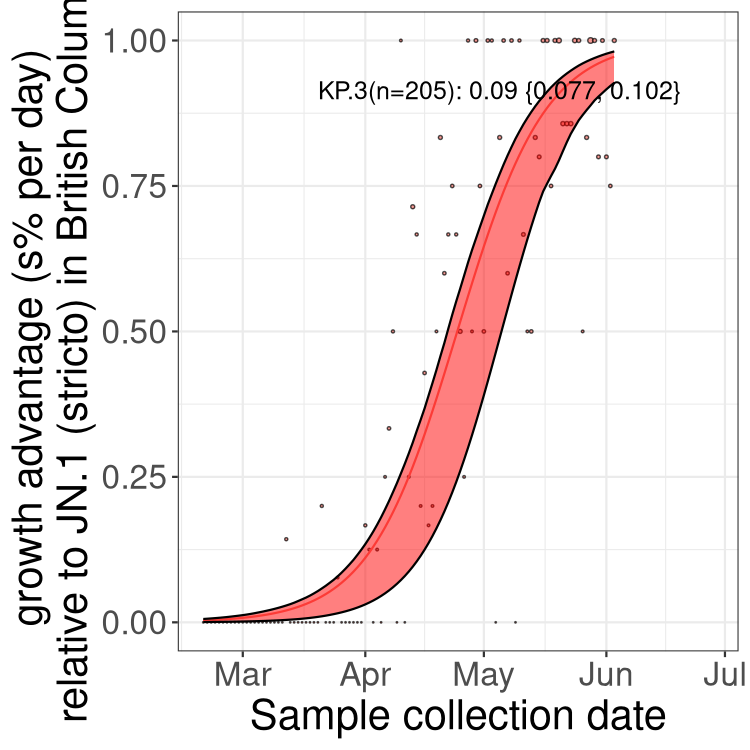 growth advantage (s% per day)
relative to JN.1 (stricto) in British Colum
1.00
0.75
0.50
0.25
0.00
KP.3(n=205): 0.09 {0.077, 0.102}
Mar Apr May Jun Jul
Sample collection date